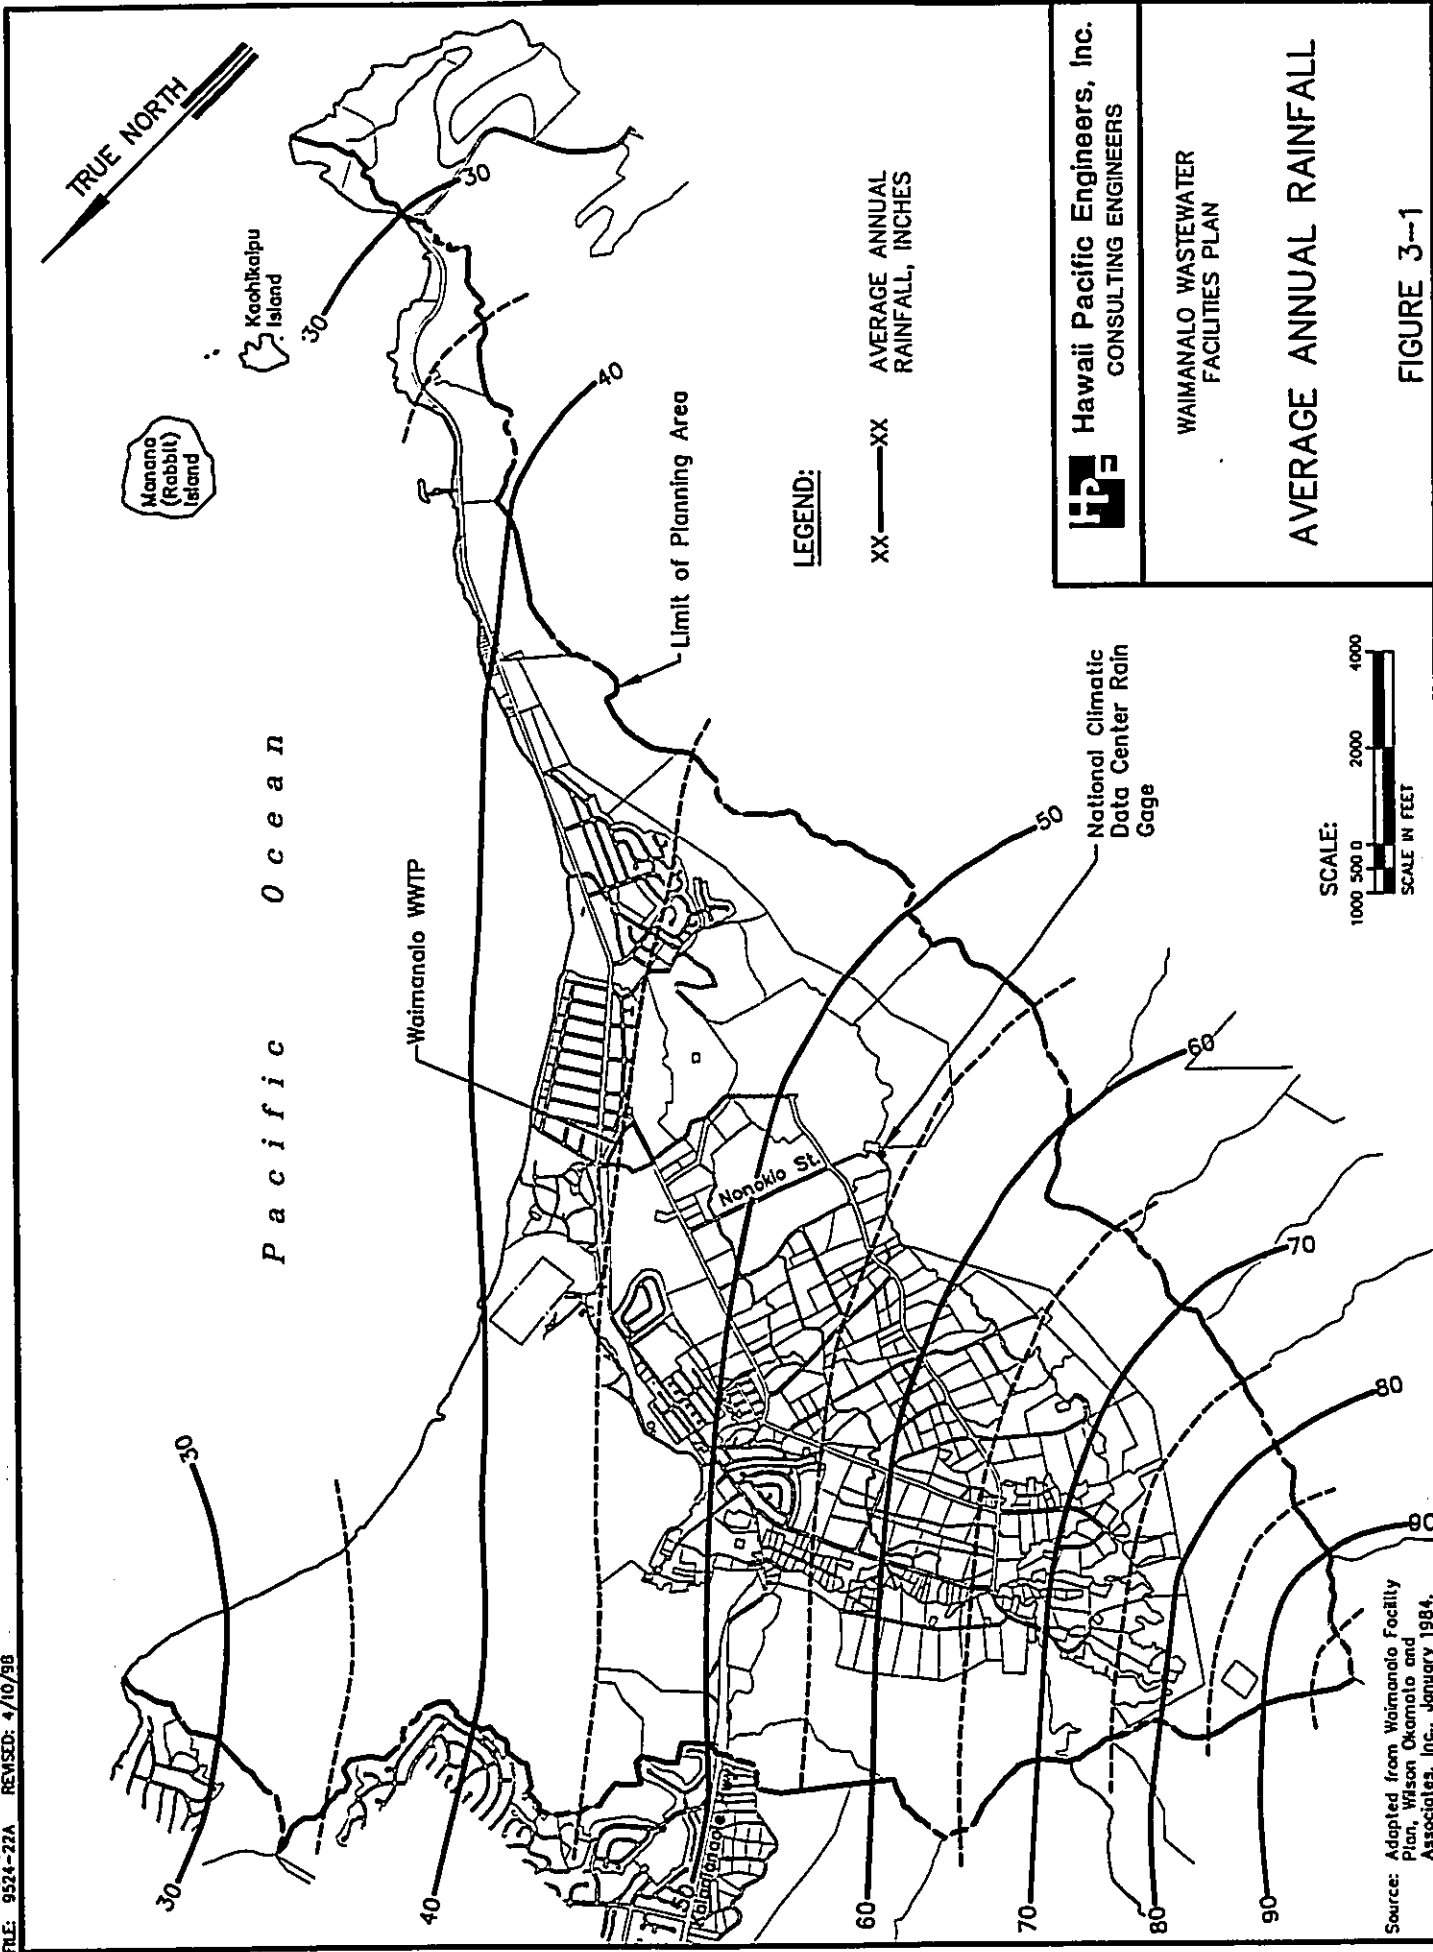 FILE: 9524-22A REVISED: 4/10/98
TRUE NORTH
Manana
(Rabbit)
Island
Kaohikaipu
Island
Pacific Ocean
Waimanalo WWTP
Limit of Planning Area
National Climatic
Data Center Rain
Gage
Nonokio St.
Kalanianaole
30
30
30
30
40
40
50
50
60
60
70
70
80
80
90
90
LEGEND:
XX XX AVERAGE ANNUAL
RAINFALL, INCHES
SCALE:
1000 500 0 2000 4000
SCALE IN FEET
Source: Adapted from Waimanalo Facility
Plan, Wilson Okamoto and
Associates, Inc., January 1984.
Hawaii Pacific Engineers, Inc.
CONSULTING ENGINEERS
WAIMANALO WASTEWATER
FACILITIES PLAN
AVERAGE ANNUAL RAINFALL
FIGURE 3-1